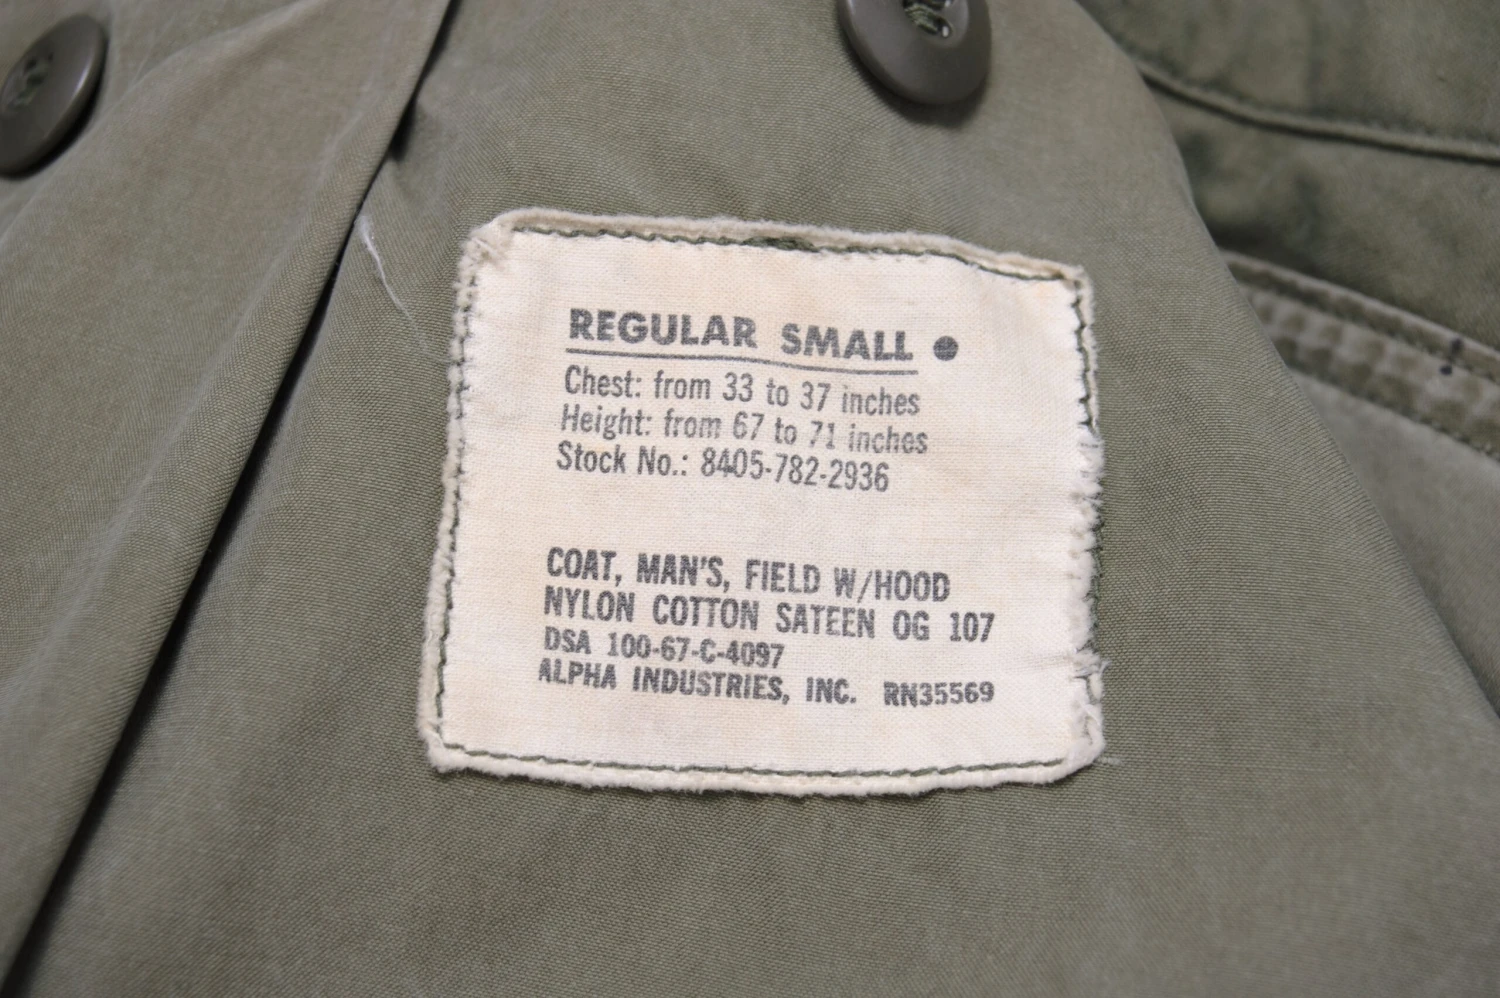 REGULAR SMALL ●
Chest: from 33 to 37 inches
Height: from 67 to 71 inches
Stock No.: 8405-782-2936
COAT, MAN'S, FIELD W/HOOD
NYLON COTTON SATEEN OG 107
DSA 100-67-C-4097
ALPHA INDUSTRIES, INC. RN35569